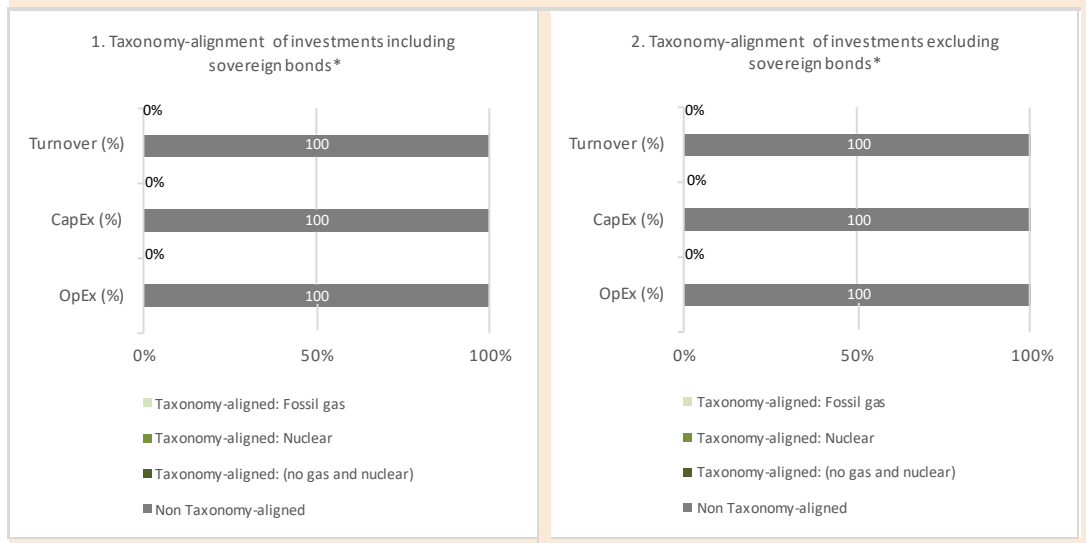 1. Taxonomy-alignment of investments including
sovereign bonds*
0%
Turnover (%)
100
0%
CapEx (%)
100
0%
OpEx (%)
100
0%
50%
100%
Taxonomy-aligned: Fossil gas
Taxonomy-aligned: Nuclear
Taxonomy-aligned: (no gas and nuclear)
Non Taxonomy-aligned
2. Taxonomy-alignment of investments excluding
sovereign bonds*
0%
Turnover (%)
100
0%
CapEx (%)
100
0%
OpEx (%)
100
0%
50%
100%
Taxonomy-aligned: Fossil gas
Taxonomy-aligned: Nuclear
Taxonomy-aligned: (no gas and nuclear)
Non Taxonomy-aligned